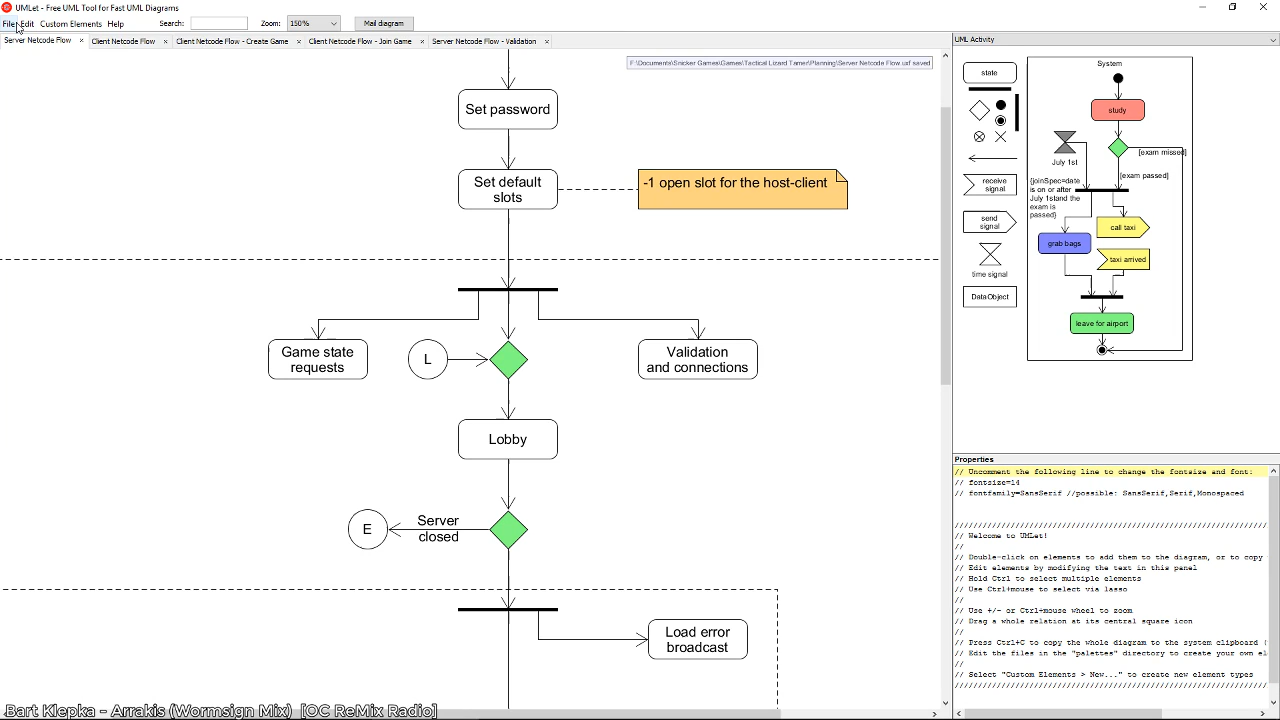 UMLet - Free UML Tool for Fast UML Diagrams
File Edit Custom Elements Help Search: Zoom: 150% Mail diagram
Server Netcode Flow Client Netcode Flow Client Netcode Flow - Create Game Client Netcode Flow - Join Game Server Netcode Flow - Validation
F:\Documents\Snicker Games\Games\Tactical Lizard Tamer\Planning\Server Netcode Flow.uxf saved
Set password
Set default
slots
-1 open slot for the host-client
Game state
requests
L
Validation
and connections
Lobby
E
Server
closed
Load error
broadcast
Bart Klepka - Arrakis (Wormsign Mix) [OC ReMix Radio]
UML Activity
state
receive
signal
send
signal
time signal
DataObject
System
study
July 1st
[exam missed]
[exam passed]
{joinSpec=date
is on or after
July 1stand the
exam is
passed}
call taxi
grab bags
taxi arrived
leave for airport
Properties
// Uncomment the following line to change the fontsize and font:
// fontsize=14
// fontfamily=SansSerif //possible: SansSerif,Serif,Monospaced
// Welcome to UMLet!
//
// Double-click on elements to add them to the diagram, or to copy
// Edit elements by modifying the text in this panel
// Hold Ctrl to select multiple elements
// Use Ctrl+mouse to select via lasso
//
// Use +/- or Ctrl+mouse wheel to zoom
// Drag a whole relation at its central square icon
//
// Press Ctrl+C to copy the whole diagram to the system clipboard (
// Edit the files in the "palettes" directory to create your own el
//
// Select "Custom Elements > New..." to create new element types